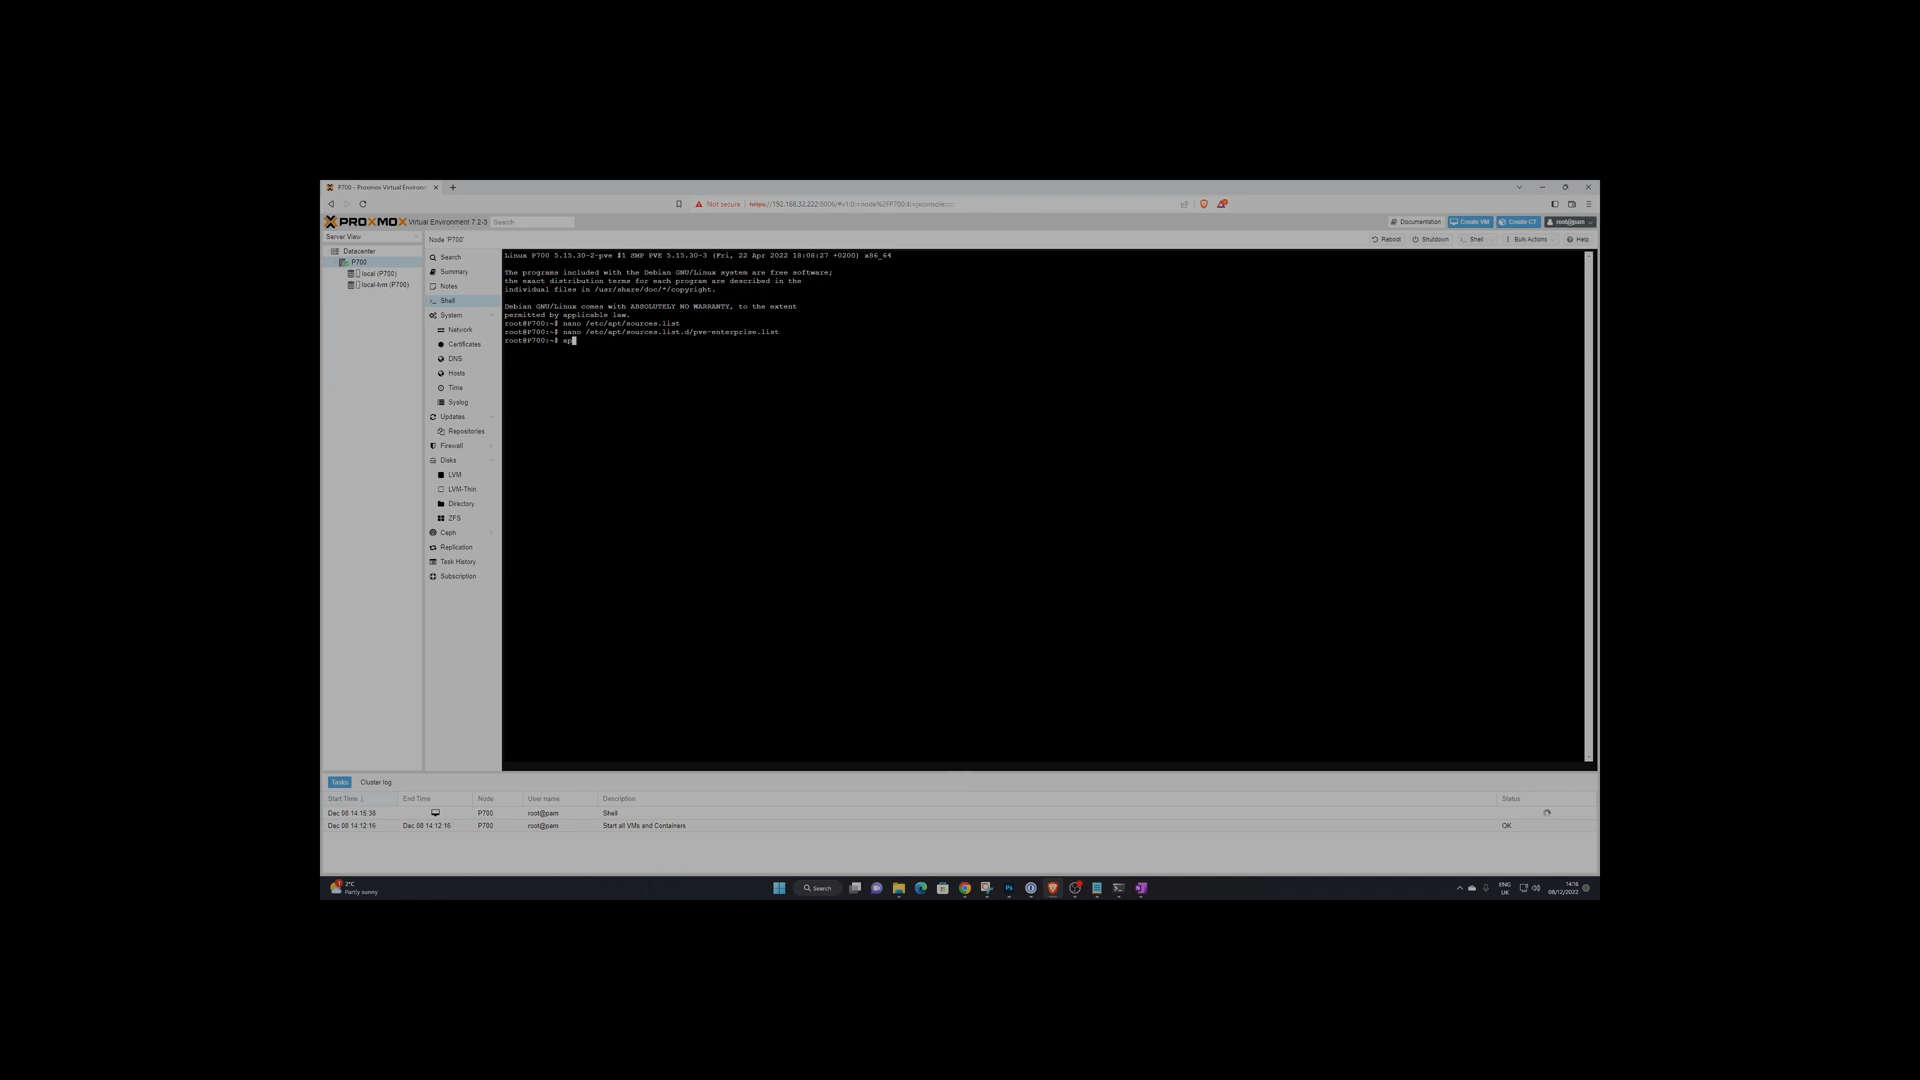 P700 - Proxmox Virtual Environ
Not secure https://192.168.32.222:8006/#v1:0:=node%2FP700:4:=jsconsole:::::
PROXMOX Virtual Environment 7.2-3 Search
Documentation Create VM Create CT root@pam
Server View
Node 'P700'
Reboot Shutdown Shell Bulk Actions Help
Datacenter
P700
local (P700)
local-lvm (P700)
Search
Summary
Notes
Shell
System
Network
Certificates
DNS
Hosts
Time
Syslog
Updates
Repositories
Firewall
Disks
LVM
LVM-Thin
Directory
ZFS
Ceph
Replication
Task History
Subscription
Linux P700 5.15.30-2-pve #1 SMP PVE 5.15.30-3 (Fri, 22 Apr 2022 18:08:27 +0200) x86_64
The programs included with the Debian GNU/Linux system are free software;
the exact distribution terms for each program are described in the
individual files in /usr/share/doc/*/copyright.
Debian GNU/Linux comes with ABSOLUTELY NO WARRANTY, to the extent
permitted by applicable law.
root@P700:~# nano /etc/apt/sources.list
root@P700:~# nano /etc/apt/sources.list.d/pve-enterprise.list
root@P700:~# ap
Tasks Cluster log
Start Time End Time Node User name Description Status
Dec 08 14:15:38 P700 root@pam Shell
Dec 08 14:12:16 Dec 08 14:12:16 P700 root@pam Start all VMs and Containers OK
2°C
Partly sunny
Search
Ps
ENG
UK
14:16
08/12/2022